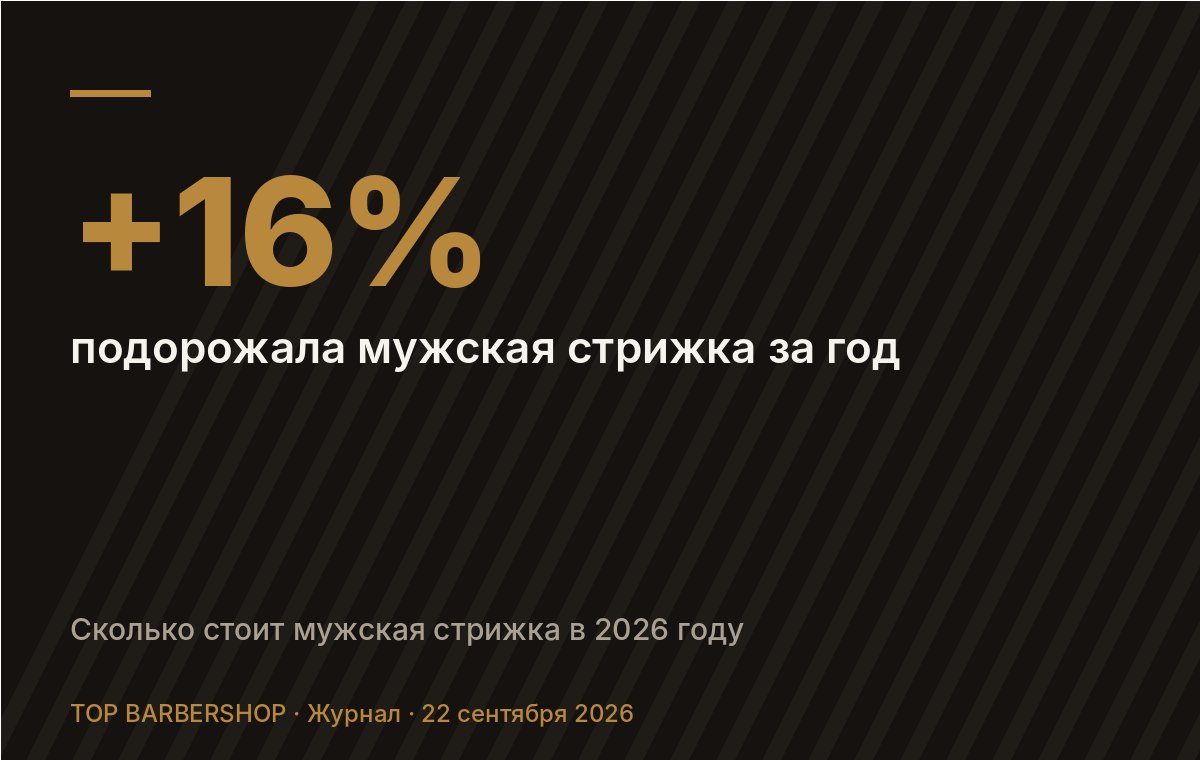 +16%
подорожала мужская стрижка за год
Сколько стоит мужская стрижка в 2026 году
TOP BARBERSHOP · Журнал · 22 сентября 2026